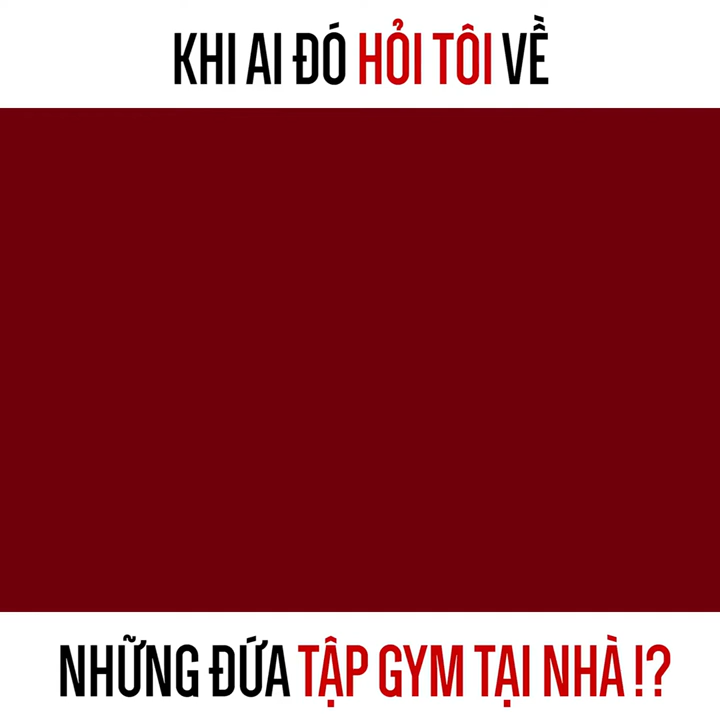 KHI AI ĐÓ HỎI TÔI VỀ
NHỮNG ĐỨA TẬP GYM TẠI NHÀ !?